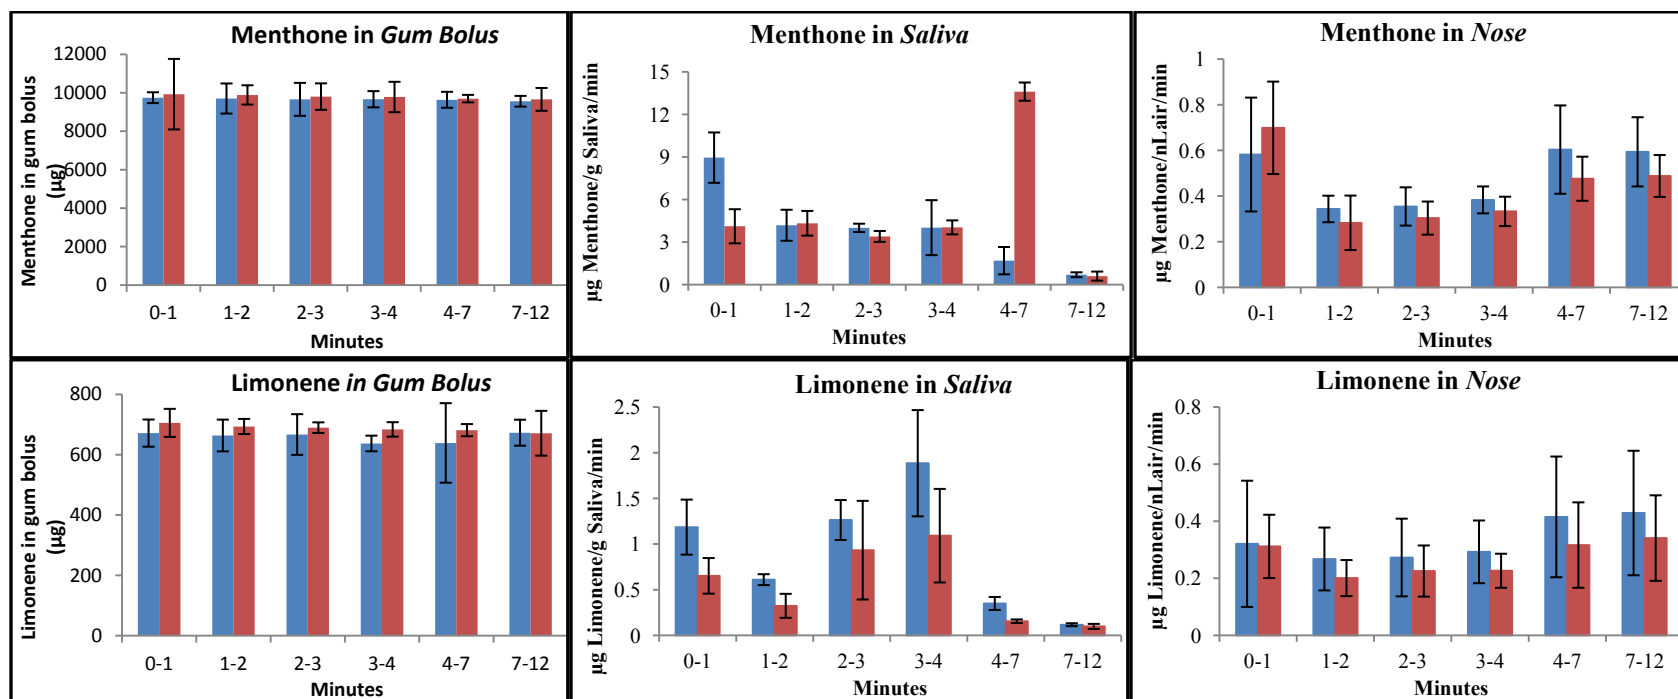 Menthone in Gum Bolus
Menthone in gum bolus
(µg)
12000
10000
8000
6000
4000
2000
0
0-1 1-2 2-3 3-4 4-7 7-12
Minutes
Menthone in Saliva
µg Menthone/g Saliva/min
15
12
9
6
3
0
0-1 1-2 2-3 3-4 4-7 7-12
Minutes
Menthone in Nose
µg Menthone/nLair/min
1
0.8
0.6
0.4
0.2
0
0-1 1-2 2-3 3-4 4-7 7-12
Minutes
Limonene in Gum Bolus
Limonene in gum bolus
(µg)
800
600
400
200
0
0-1 1-2 2-3 3-4 4-7 7-12
Minutes
Limonene in Saliva
µg Limonene/g Saliva/min
2.5
2
1.5
1
0.5
0
0-1 1-2 2-3 3-4 4-7 7-12
Minutes
Limonene in Nose
µg Limonene/nLair/min
0.8
0.6
0.4
0.2
0
0-1 1-2 2-3 3-4 4-7 7-12
Minutes